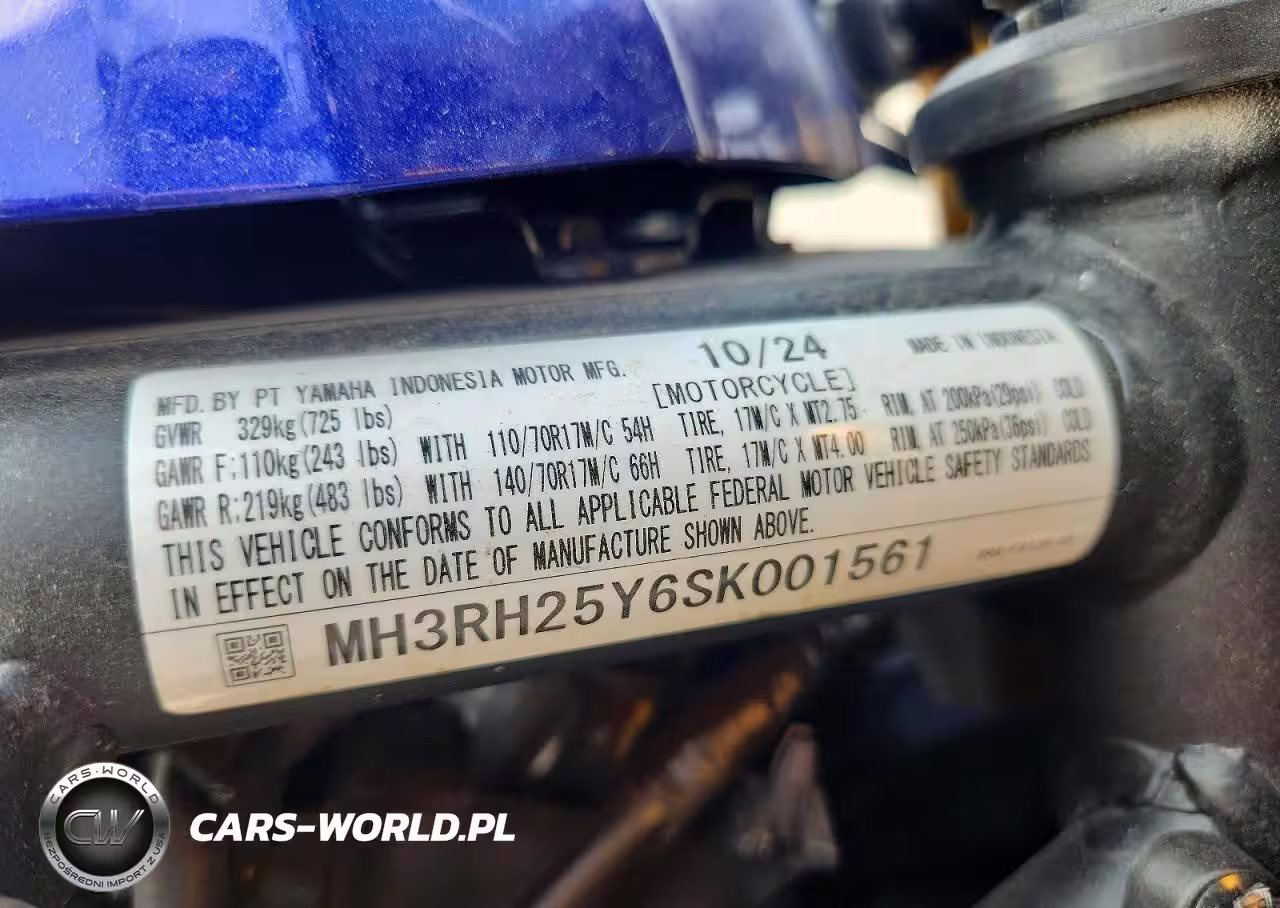 MFD. BY PT YAMAHA INDONESIA MOTOR MFG. 10/24 MADE IN INDONESIA
GVWR 329kg(725 lbs) [MOTORCYCLE]
GAWR F:110kg(243 lbs) WITH 110/70R17M/C 54H TIRE, 17M/C X MT2.75 RIM, AT 200kPa(29psi) COLD
GAWR R:219kg(483 lbs) WITH 140/70R17M/C 66H TIRE, 17M/C X MT4.00 RIM, AT 250kPa(36psi) COLD
THIS VEHICLE CONFORMS TO ALL APPLICABLE FEDERAL MOTOR VEHICLE SAFETY STANDARDS
IN EFFECT ON THE DATE OF MANUFACTURE SHOWN ABOVE.
MH3RH25Y6SK001561
CARS-WORLD
CW
BEZPOŚREDNI IMPORT Z USA
CARS-WORLD.PL